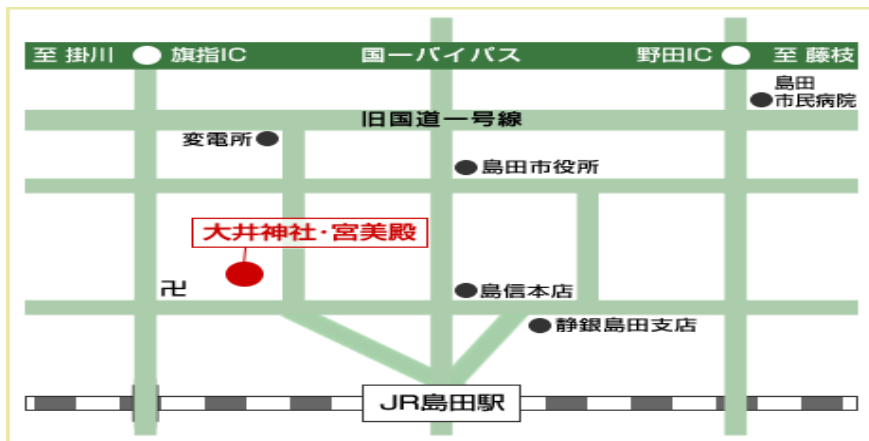 至 掛川
旗指IC
国一バイパス
野田IC
至 藤枝
島田
市民病院
旧国道一号線
変電所
島田市役所
大井神社・宮美殿
卍
島信本店
静銀島田支店
JR島田駅